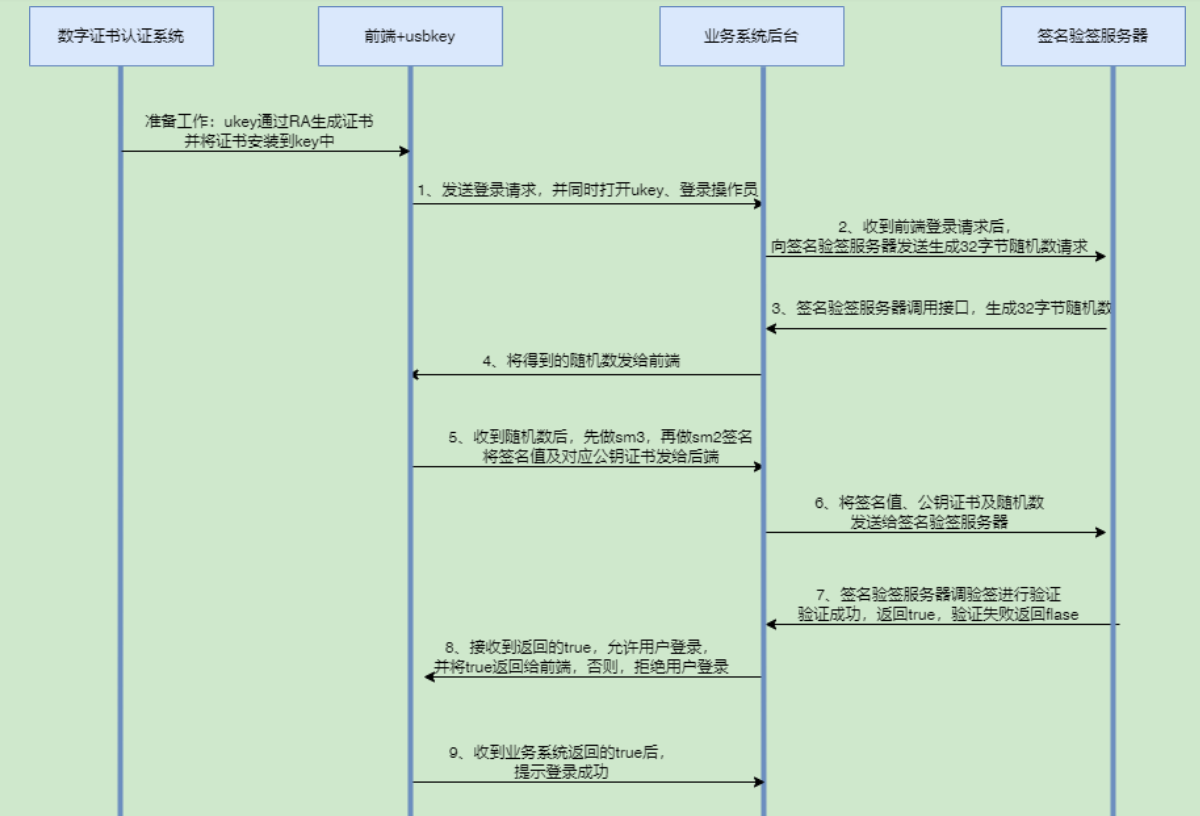 数字证书认证系统
前端+usbkey
业务系统后台
签名验签服务器
准备工作：ukey通过RA生成证书
并将证书安装到key中
1、发送登录请求，并同时打开ukey、登录操作员
2、收到前端登录请求后，
向签名验签服务器发送生成32字节随机数请求
3、签名验签服务器调用接口，生成32字节随机数
4、将得到的随机数发给前端
5、收到随机数后，先做sm3，再做sm2签名
将签名值及对应公钥证书发给后端
6、将签名值、公钥证书及随机数
发送给签名验签服务器
7、签名验签服务器调验签进行验证
验证成功，返回true，验证失败返回flase
8、接收到返回的true，允许用户登录，
并将true返回给前端，否则，拒绝用户登录
9、收到业务系统返回的true后，
提示登录成功